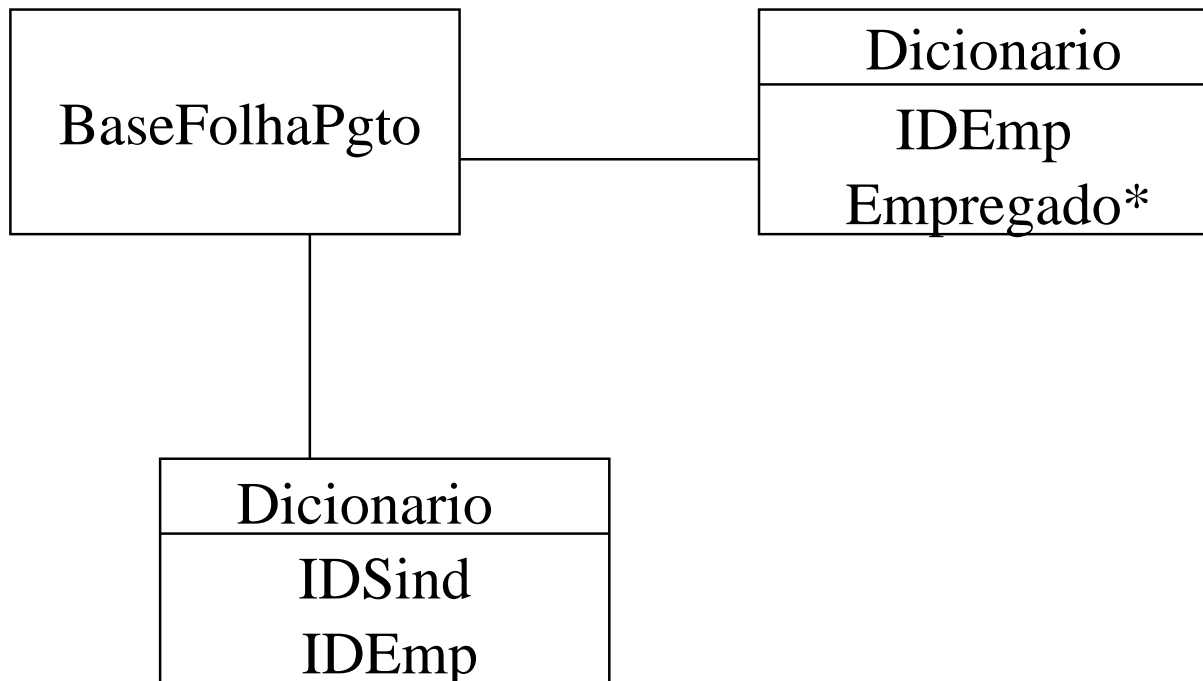 BaseFolhaPgto
Dicionario
IDEmp
Empregado*
Dicionario
IDSind
IDEmp